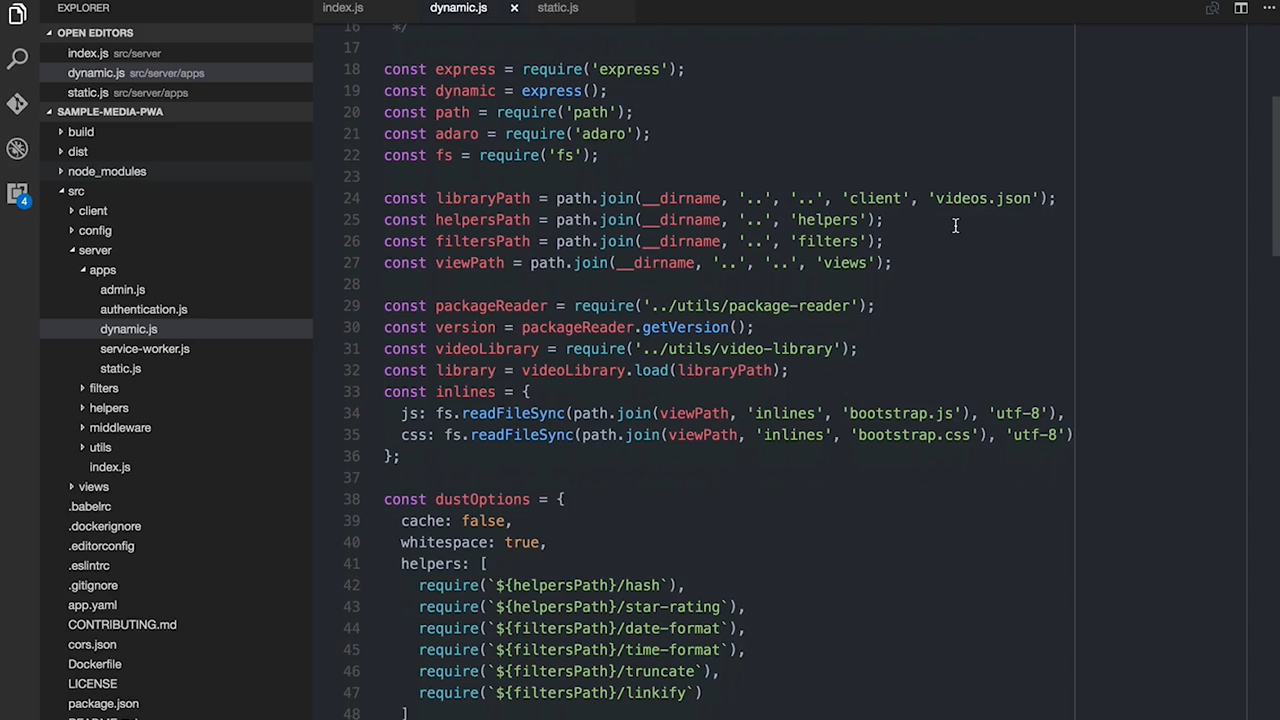 EXPLORER
OPEN EDITORS
index.js src/server
dynamic.js src/server/apps
static.js src/server/apps
SAMPLE-MEDIA-PWA
build
dist
node_modules
src
client
config
server
apps
admin.js
authentication.js
dynamic.js
service-worker.js
static.js
filters
helpers
middleware
utils
index.js
views
.babelrc
.dockerignore
.editorconfig
.eslintrc
.gitignore
app.yaml
CONTRIBUTING.md
cors.json
Dockerfile
LICENSE
package.json
4
index.js dynamic.js static.js
16 */
17
18 const express = require('express');
19 const dynamic = express();
20 const path = require('path');
21 const adaro = require('adaro');
22 const fs = require('fs');
23
24 const libraryPath = path.join(__dirname, '..', '..', 'client', 'videos.json');
25 const helpersPath = path.join(__dirname, '..', 'helpers');
26 const filtersPath = path.join(__dirname, '..', 'filters');
27 const viewPath = path.join(__dirname, '..', '..', 'views');
28
29 const packageReader = require('../utils/package-reader');
30 const version = packageReader.getVersion();
31 const videoLibrary = require('../utils/video-library');
32 const library = videoLibrary.load(libraryPath);
33 const inlines = {
34 js: fs.readFileSync(path.join(viewPath, 'inlines', 'bootstrap.js'), 'utf-8'),
35 css: fs.readFileSync(path.join(viewPath, 'inlines', 'bootstrap.css'), 'utf-8')
36 };
37
38 const dustOptions = {
39 cache: false,
40 whitespace: true,
41 helpers: [
42 require(`${helpersPath}/hash`),
43 require(`${helpersPath}/star-rating`),
44 require(`${filtersPath}/date-format`),
45 require(`${filtersPath}/time-format`),
46 require(`${filtersPath}/truncate`),
47 require(`${filtersPath}/linkify`)
48 ]